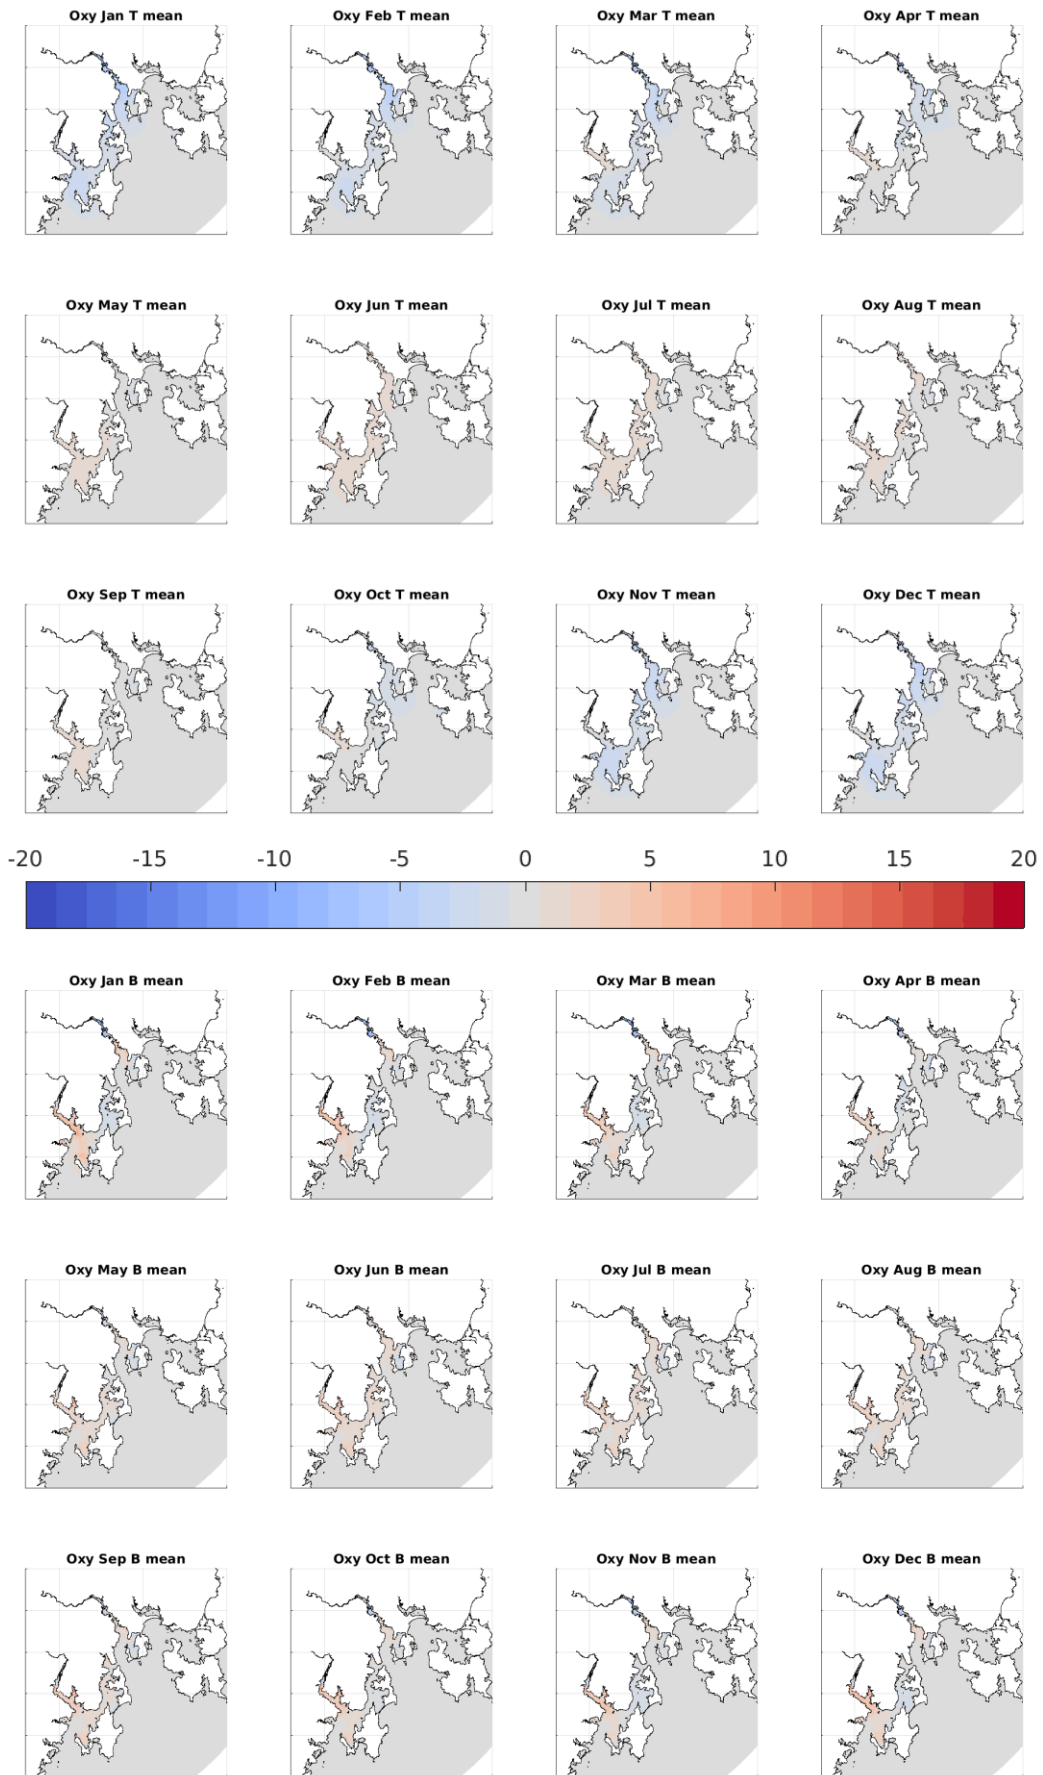 Oxy Jan T mean Oxy Feb T mean Oxy Mar T mean Oxy Apr T mean
Oxy May T mean Oxy Jun T mean Oxy Jul T mean Oxy Aug T mean
Oxy Sep T mean Oxy Oct T mean Oxy Nov T mean Oxy Dec T mean
-20 -15 -10 -5 0 5 10 15 20
Oxy Jan B mean Oxy Feb B mean Oxy Mar B mean Oxy Apr B mean
Oxy May B mean Oxy Jun B mean Oxy Jul B mean Oxy Aug B mean
Oxy Sep B mean Oxy Oct B mean Oxy Nov B mean Oxy Dec B mean